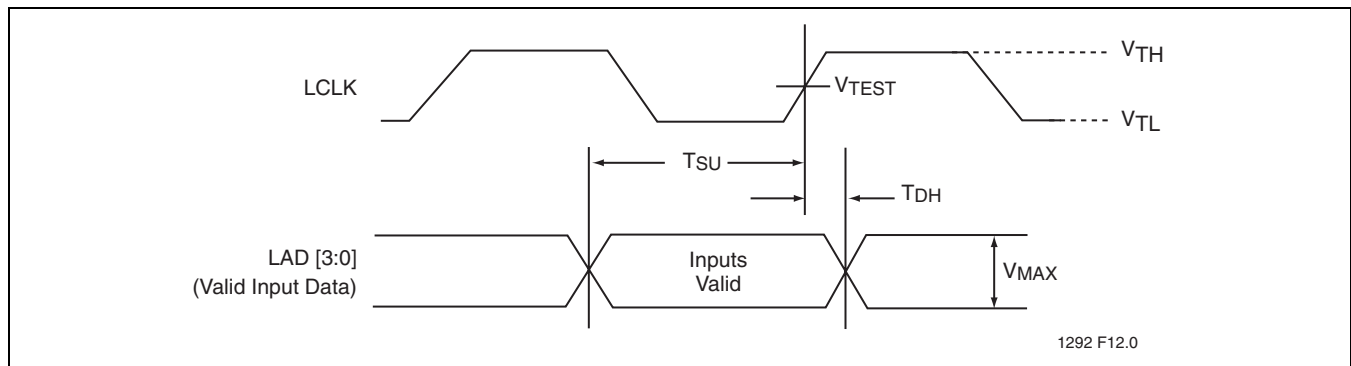 LCLK
VTEST
VTH
VTL
TSU
TDH
LAD [3:0]
(Valid Input Data)
Inputs
Valid
VMAX
1292 F12.0